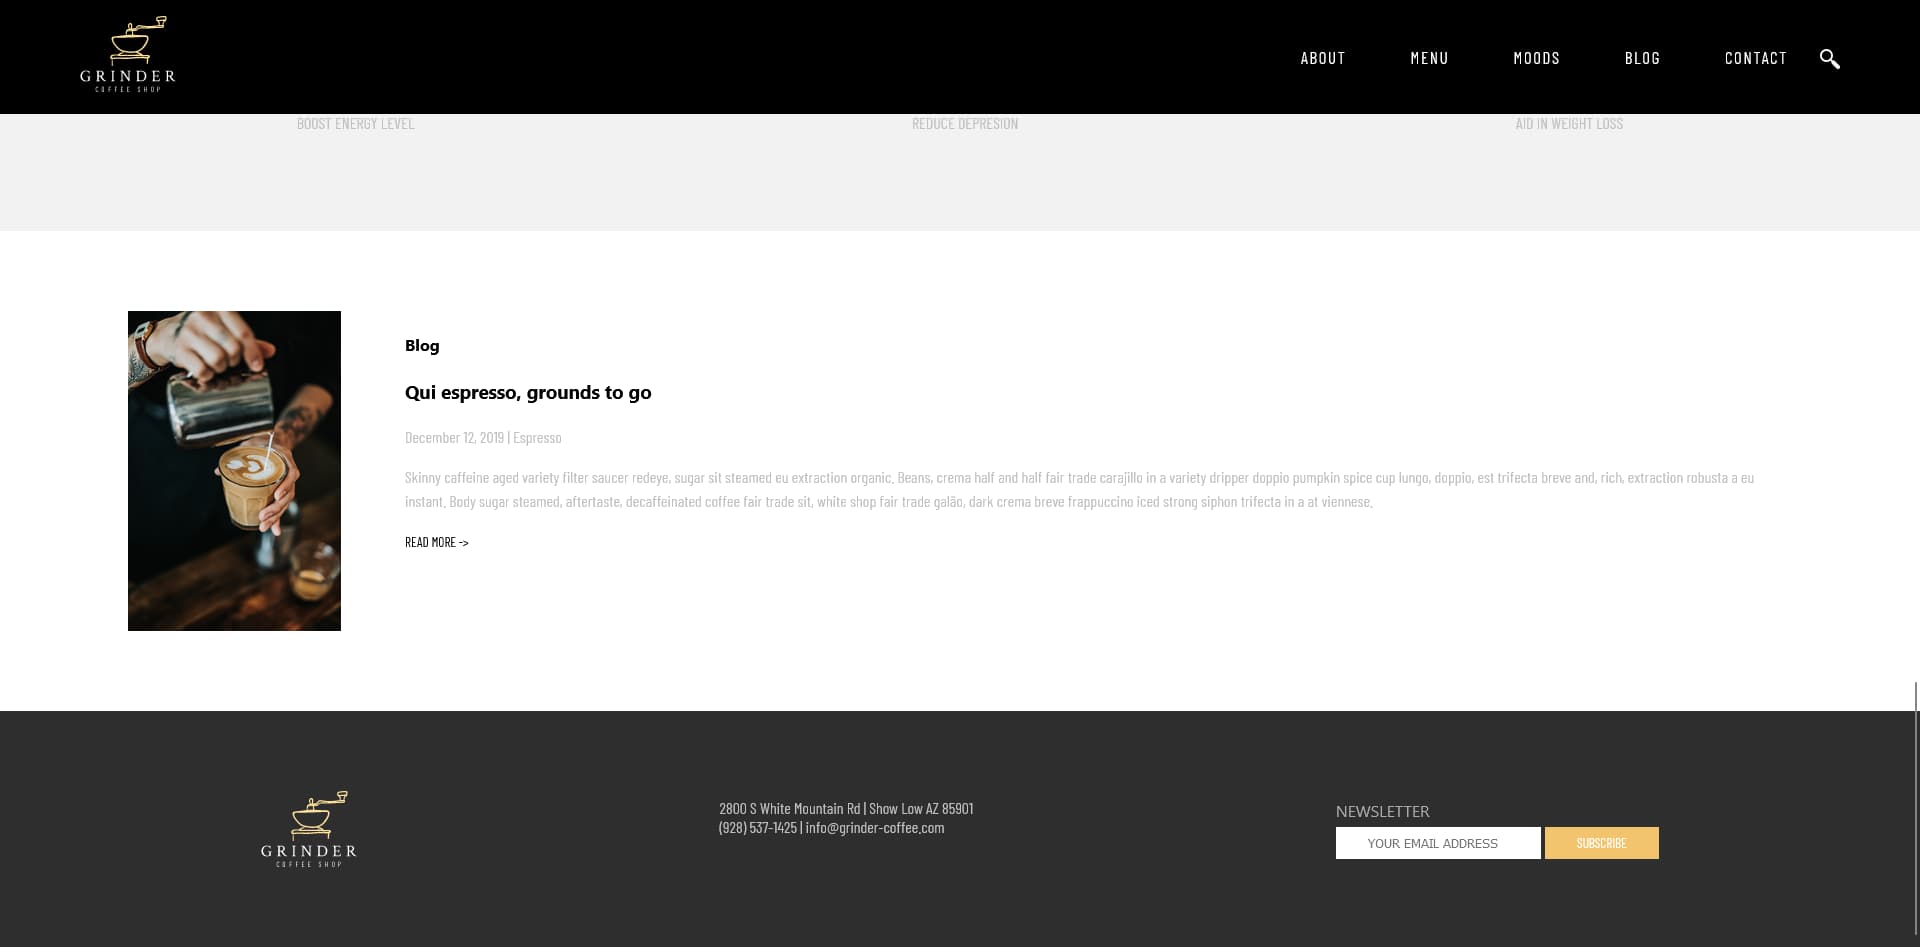 GRINDER
COFFEE SHOP
ABOUT
MENU
MOODS
BLOG
CONTACT
BOOST ENERGY LEVEL
REDUCE DEPRESION
AID IN WEIGHT LOSS
Blog
Qui espresso, grounds to go
December 12, 2019 | Espresso
Skinny caffeine aged variety filter saucer redeye, sugar sit steamed eu extraction organic. Beans, crema half and half fair trade carajillo in a variety dripper doppio pumpkin spice cup lungo, doppio, est trifecta breve and, rich, extraction robusta a eu
instant. Body sugar steamed, aftertaste, decaffeinated coffee fair trade sit, white shop fair trade galão, dark crema breve frappuccino iced strong siphon trifecta in a at viennese.
READ MORE ->
GRINDER
COFFEE SHOP
2800 S White Mountain Rd | Show Low AZ 85901
(928) 537-1425 | info@grinder-coffee.com
NEWSLETTER
YOUR EMAIL ADDRESS
SUBSCRIBE